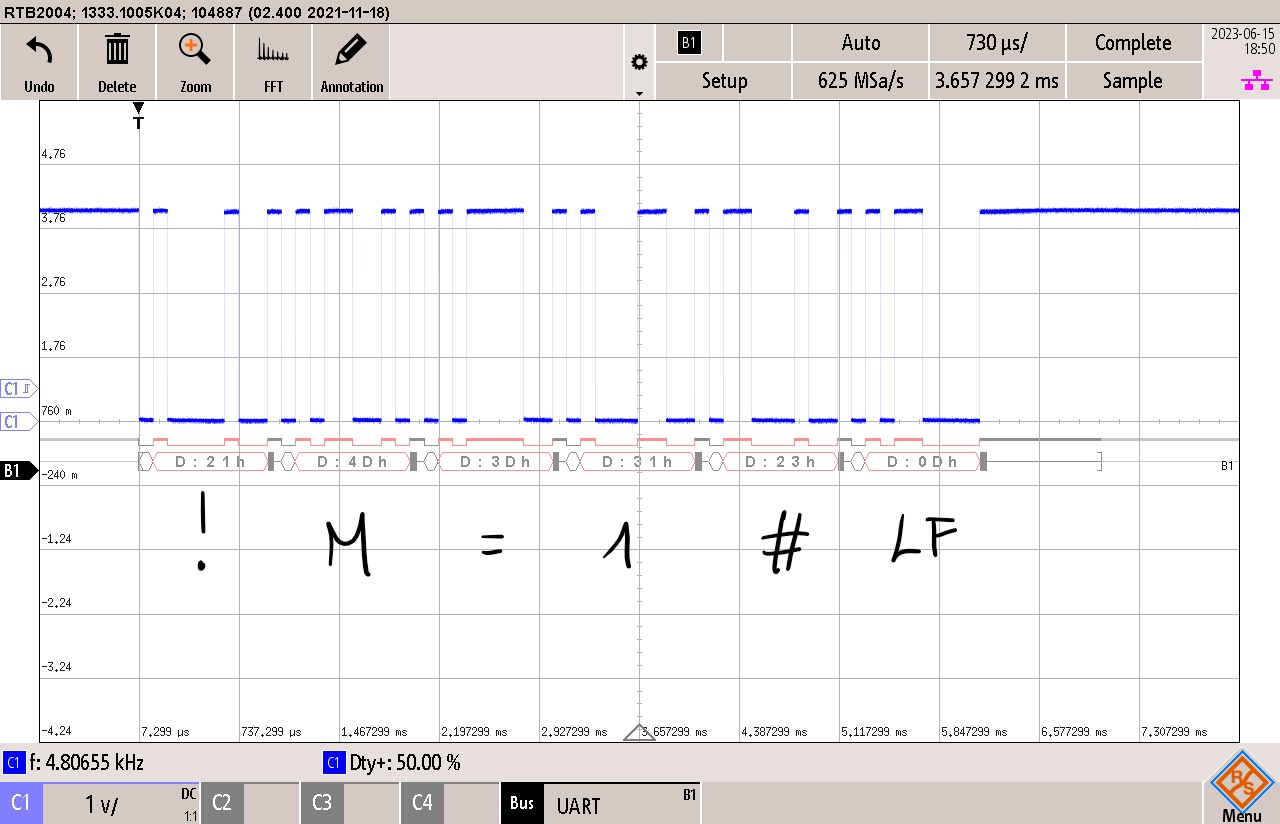 RTB2004; 1333.1005K04; 104887 (02.400 2021-11-18)
Undo
Delete
Zoom
FFT
Annotation
B1
Auto
730 µs/
Complete
Setup
625 MSa/s
3.657 299 2 ms
Sample
2023-06-15
18:50
T
4.76
3.76
2.76
1.76
C1
760 m
C1
B1
-240 m
D:21h D:4Dh D:3Dh D:31h D:23h D:0Dh
B1
! M = 1 # LF
-1.24
-2.24
-3.24
-4.24
7.299 µs 737.299 µs 1.467299 ms 2.197299 ms 2.927299 ms 3.657299 ms 4.387299 ms 5.117299 ms 5.847299 ms 6.577299 ms 7.307299 ms
C1 f: 4.80655 kHz C1 Dty+: 50.00 %
C1 1 v/ DC 1:1 C2 C3 C4 Bus UART B1
R S
Menu